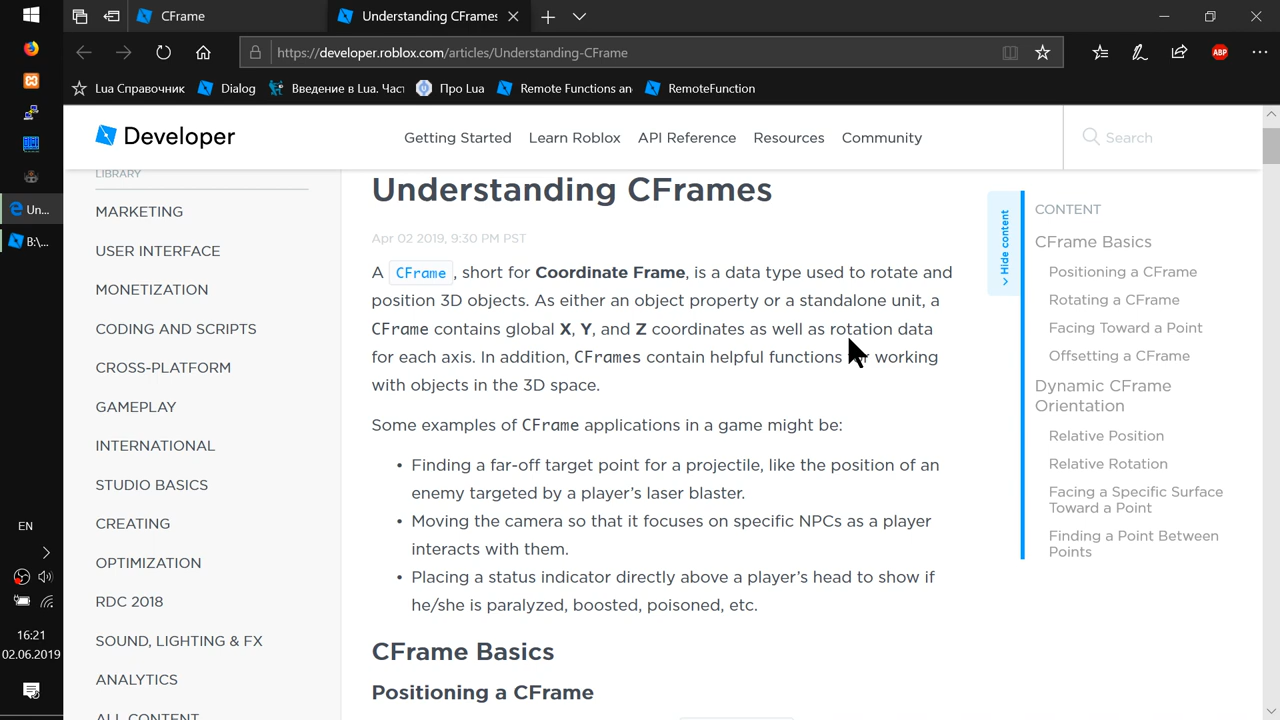 CFrame
Understanding CFrames
https://developer.roblox.com/articles/Understanding-CFrame
ABP
Lua Справочник
Dialog
Введение в Lua. Част
Про Lua
Remote Functions an
RemoteFunction
Developer
Getting Started
Learn Roblox
API Reference
Resources
Community
Search
LIBRARY
MARKETING
USER INTERFACE
MONETIZATION
CODING AND SCRIPTS
CROSS-PLATFORM
GAMEPLAY
INTERNATIONAL
STUDIO BASICS
CREATING
OPTIMIZATION
RDC 2018
SOUND, LIGHTING & FX
ANALYTICS
ALL CONTENT
Understanding CFrames
Apr 02 2019, 9:30 PM PST
A CFrame, short for Coordinate Frame, is a data type used to rotate and
position 3D objects. As either an object property or a standalone unit, a
CFrame contains global X, Y, and Z coordinates as well as rotation data
for each axis. In addition, CFrames contain helpful functions for working
with objects in the 3D space.
Some examples of CFrame applications in a game might be:
• Finding a far-off target point for a projectile, like the position of an
enemy targeted by a player’s laser blaster.
• Moving the camera so that it focuses on specific NPCs as a player
interacts with them.
• Placing a status indicator directly above a player’s head to show if
he/she is paralyzed, boosted, poisoned, etc.
CFrame Basics
Positioning a CFrame
Hide content
CONTENT
CFrame Basics
Positioning a CFrame
Rotating a CFrame
Facing Toward a Point
Offsetting a CFrame
Dynamic CFrame
Orientation
Relative Position
Relative Rotation
Facing a Specific Surface
Toward a Point
Finding a Point Between
Points
Un...
B:\...
EN
16:21
02.06.2019